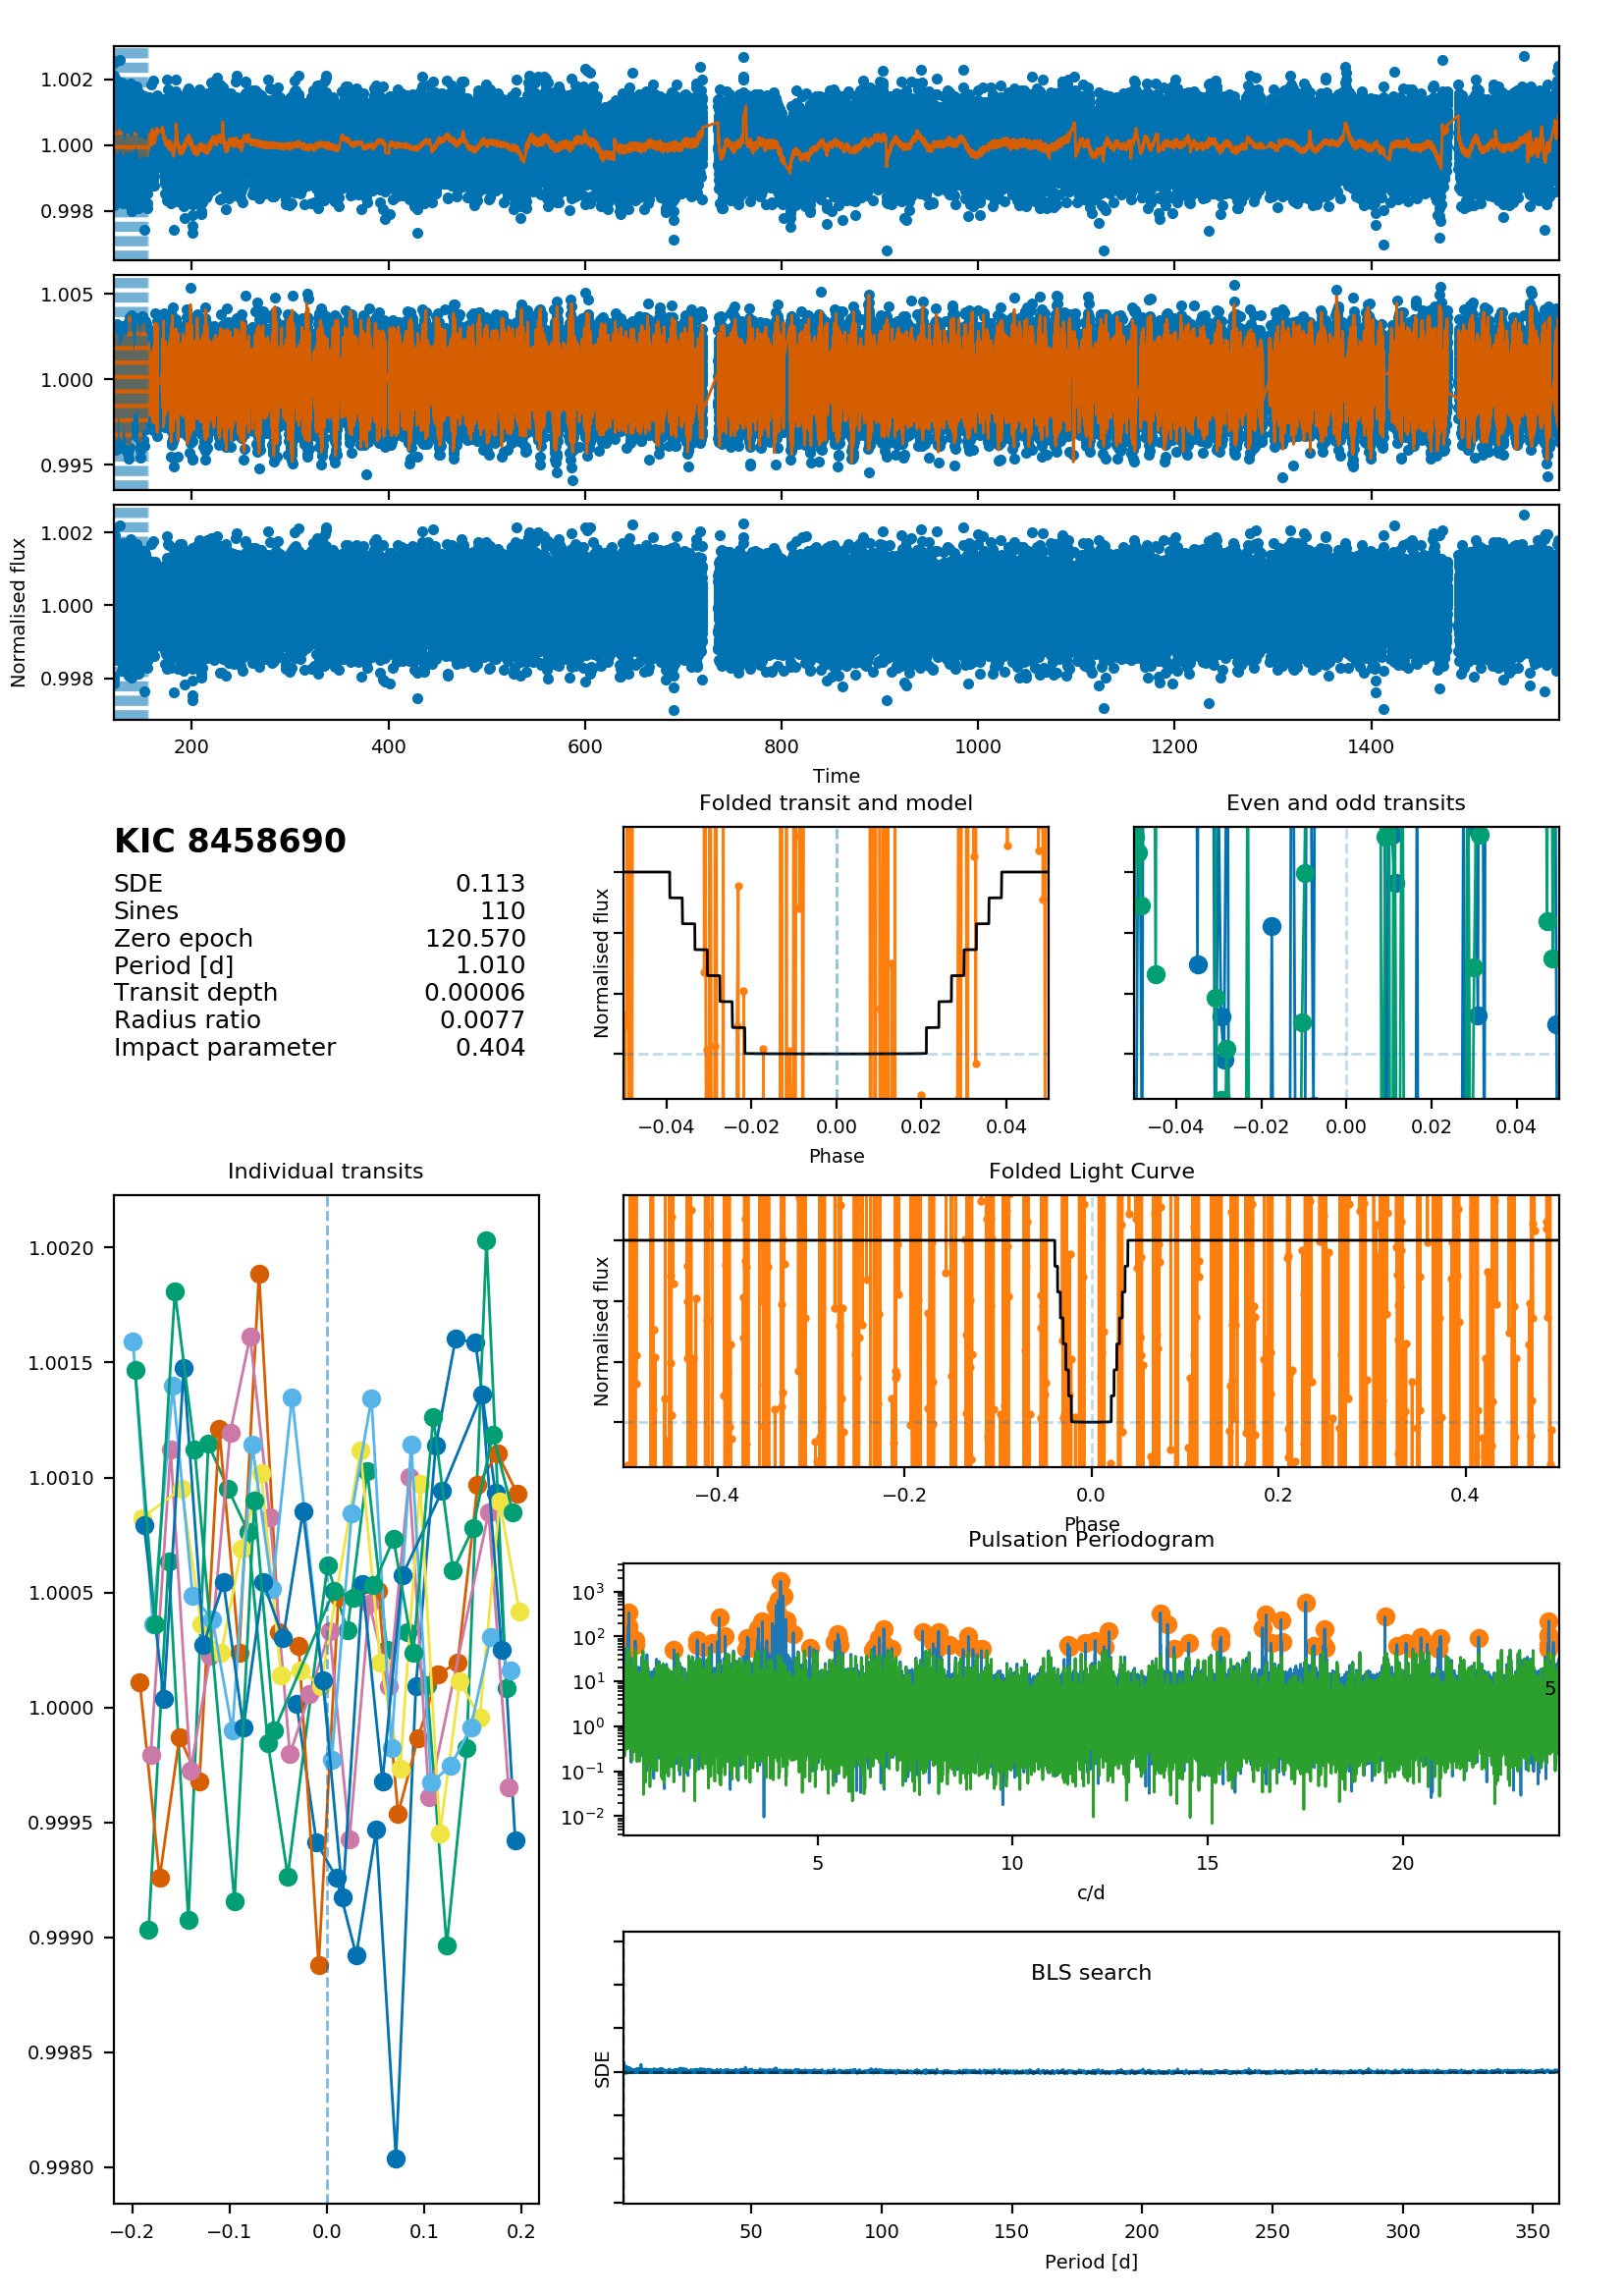 1.002
1.000
0.998
1.005
1.000
0.995
1.002
1.000
0.998
Normalised flux
200 400 600 800 1000 1200 1400
Time
KIC 8458690
SDE 0.113
Sines 110
Zero epoch 120.570
Period [d] 1.010
Transit depth 0.00006
Radius ratio 0.0077
Impact parameter 0.404
Folded transit and model
Normalised flux
−0.04 −0.02 0.00 0.02 0.04
Phase
Even and odd transits
−0.04 −0.02 0.00 0.02 0.04
Individual transits
1.0020
1.0015
1.0010
1.0005
1.0000
0.9995
0.9990
0.9985
0.9980
−0.2 −0.1 0.0 0.1 0.2
Folded Light Curve
Normalised flux
−0.4 −0.2 0.0 0.2 0.4
Phase
Pulsation Periodogram
10³
10²
10¹
10⁰
10⁻¹
10⁻²
5
5 10 15 20
c/d
BLS search
SDE
50 100 150 200 250 300 350
Period [d]